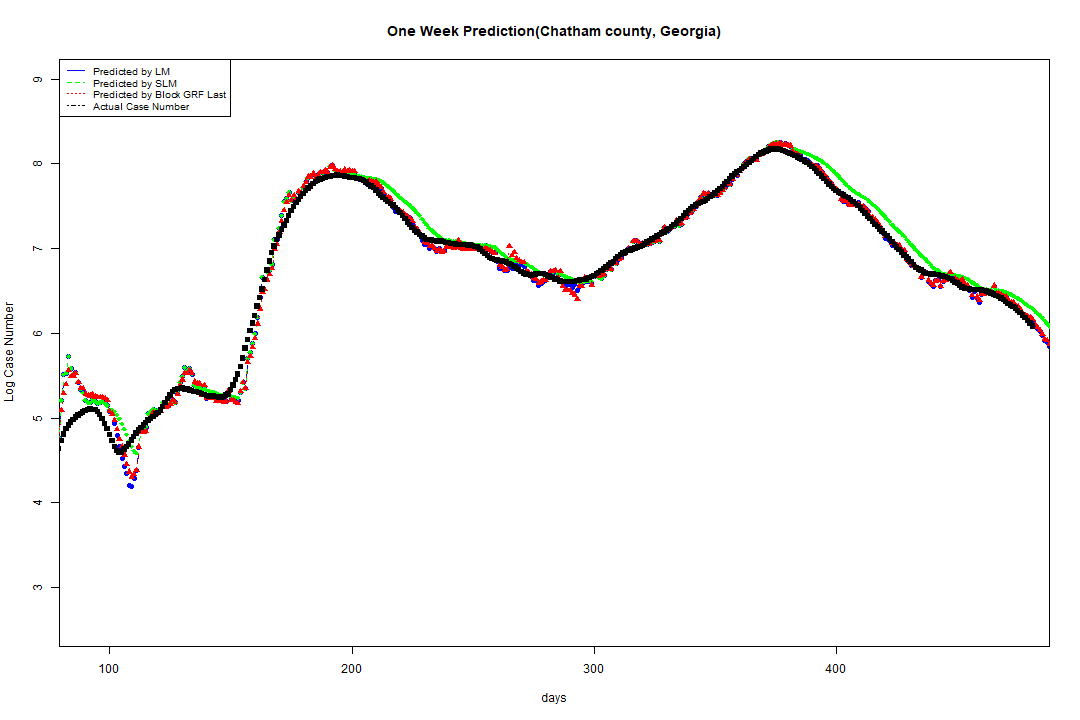 One Week Prediction(Chatham county, Georgia)
Predicted by LM
Predicted by SLM
Predicted by Block GRF Last
Actual Case Number
9
8
7
6
5
4
3
Log Case Number
100 200 300 400
days